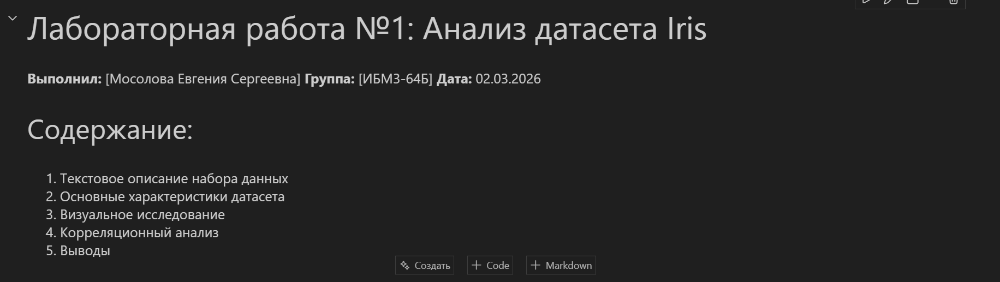 Лабораторная работа №1: Анализ датасета Iris
Выполнил: [Мосолова Евгения Сергеевна] Группа: [ИБМ3-64Б] Дата: 02.03.2026
Содержание:
1. Текстовое описание набора данных
2. Основные характеристики датасета
3. Визуальное исследование
4. Корреляционный анализ
5. Выводы
Создать + Code + Markdown